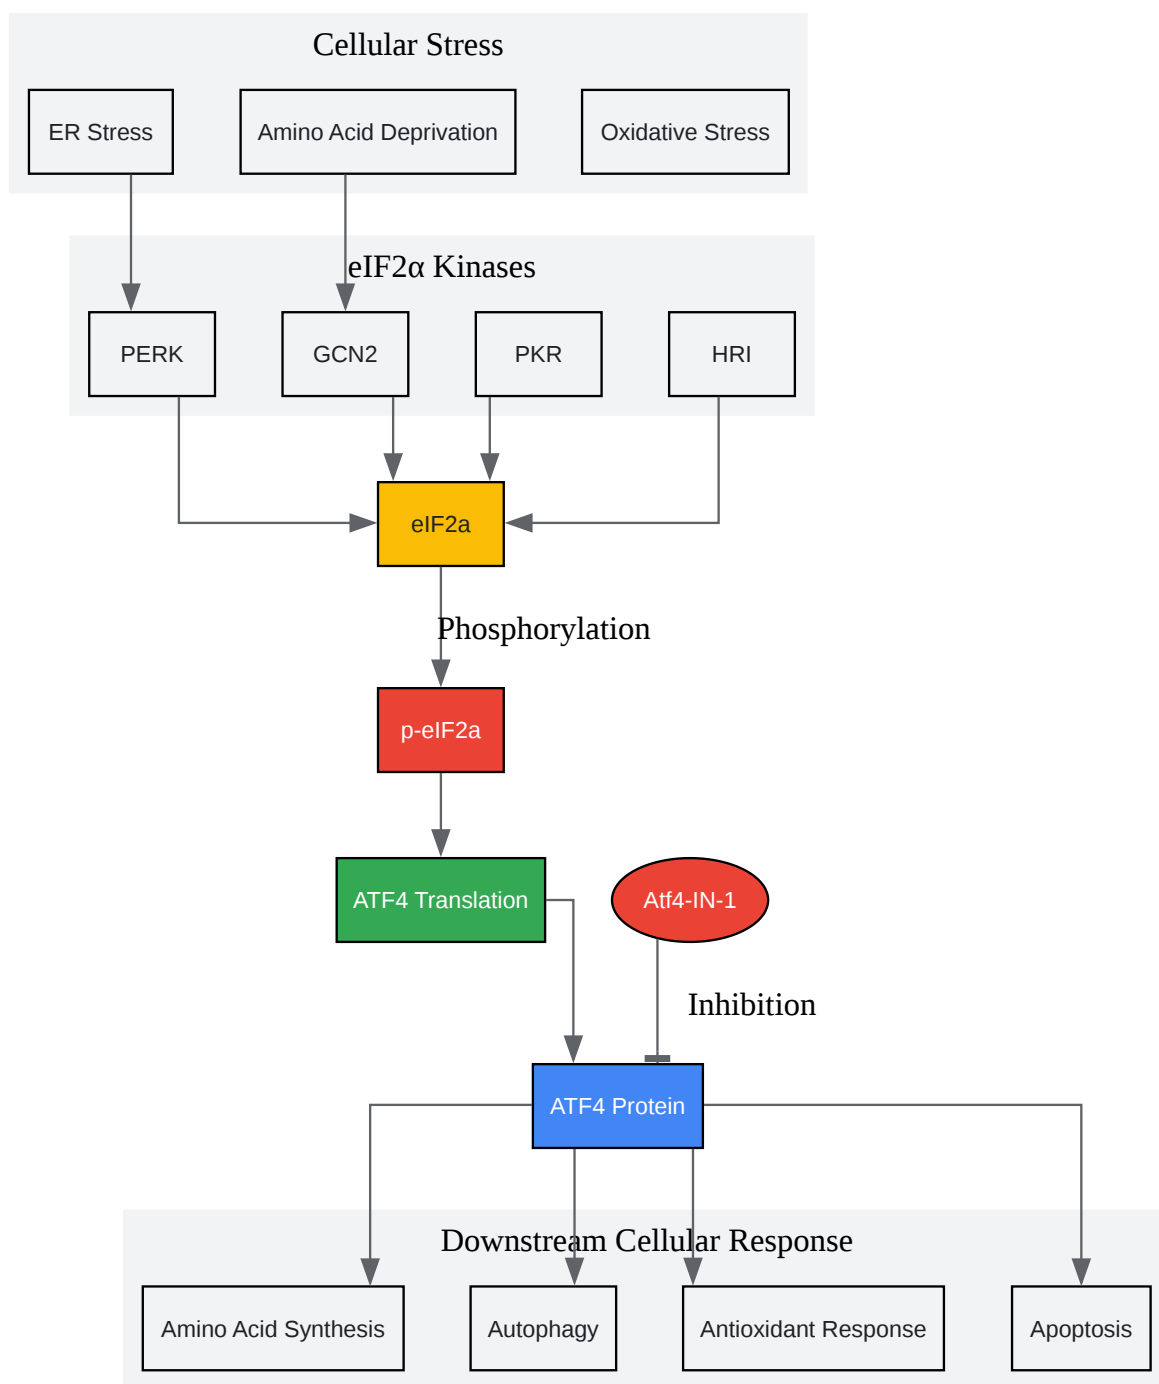 Cellular Stress
ER Stress
Amino Acid Deprivation
Oxidative Stress
eIF2α Kinases
PERK
GCN2
PKR
HRI
eIF2a
Phosphorylation
p-eIF2a
ATF4 Translation
Atf4-IN-1
Inhibition
ATF4 Protein
Downstream Cellular Response
Amino Acid Synthesis
Autophagy
Antioxidant Response
Apoptosis